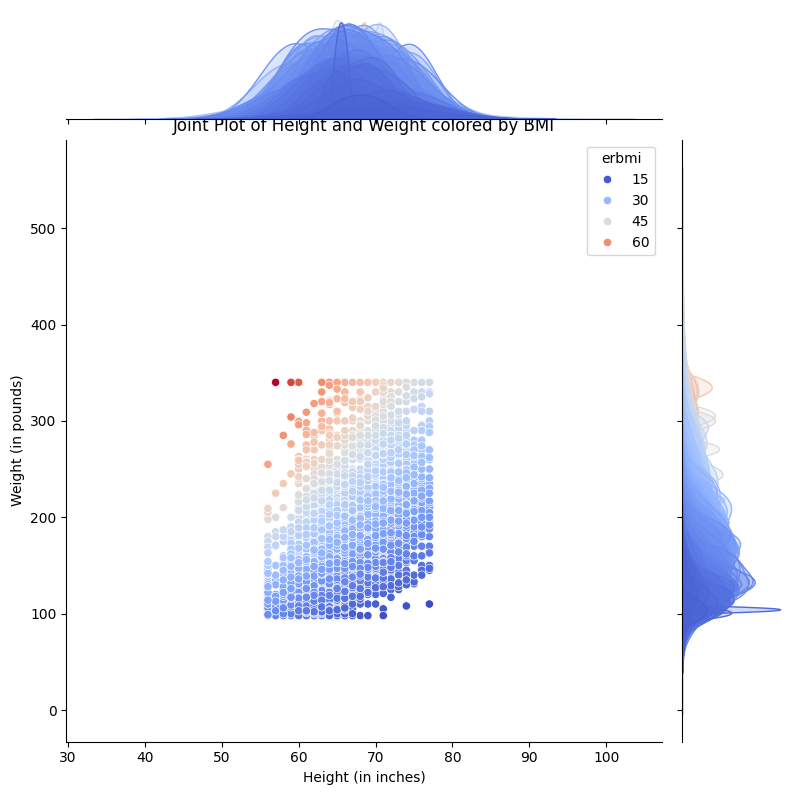 Joint Plot of Height and Weight colored by BMI
erbmi
15
30
45
60
500
400
300
200
100
0
Weight (in pounds)
30 40 50 60 70 80 90 100
Height (in inches)